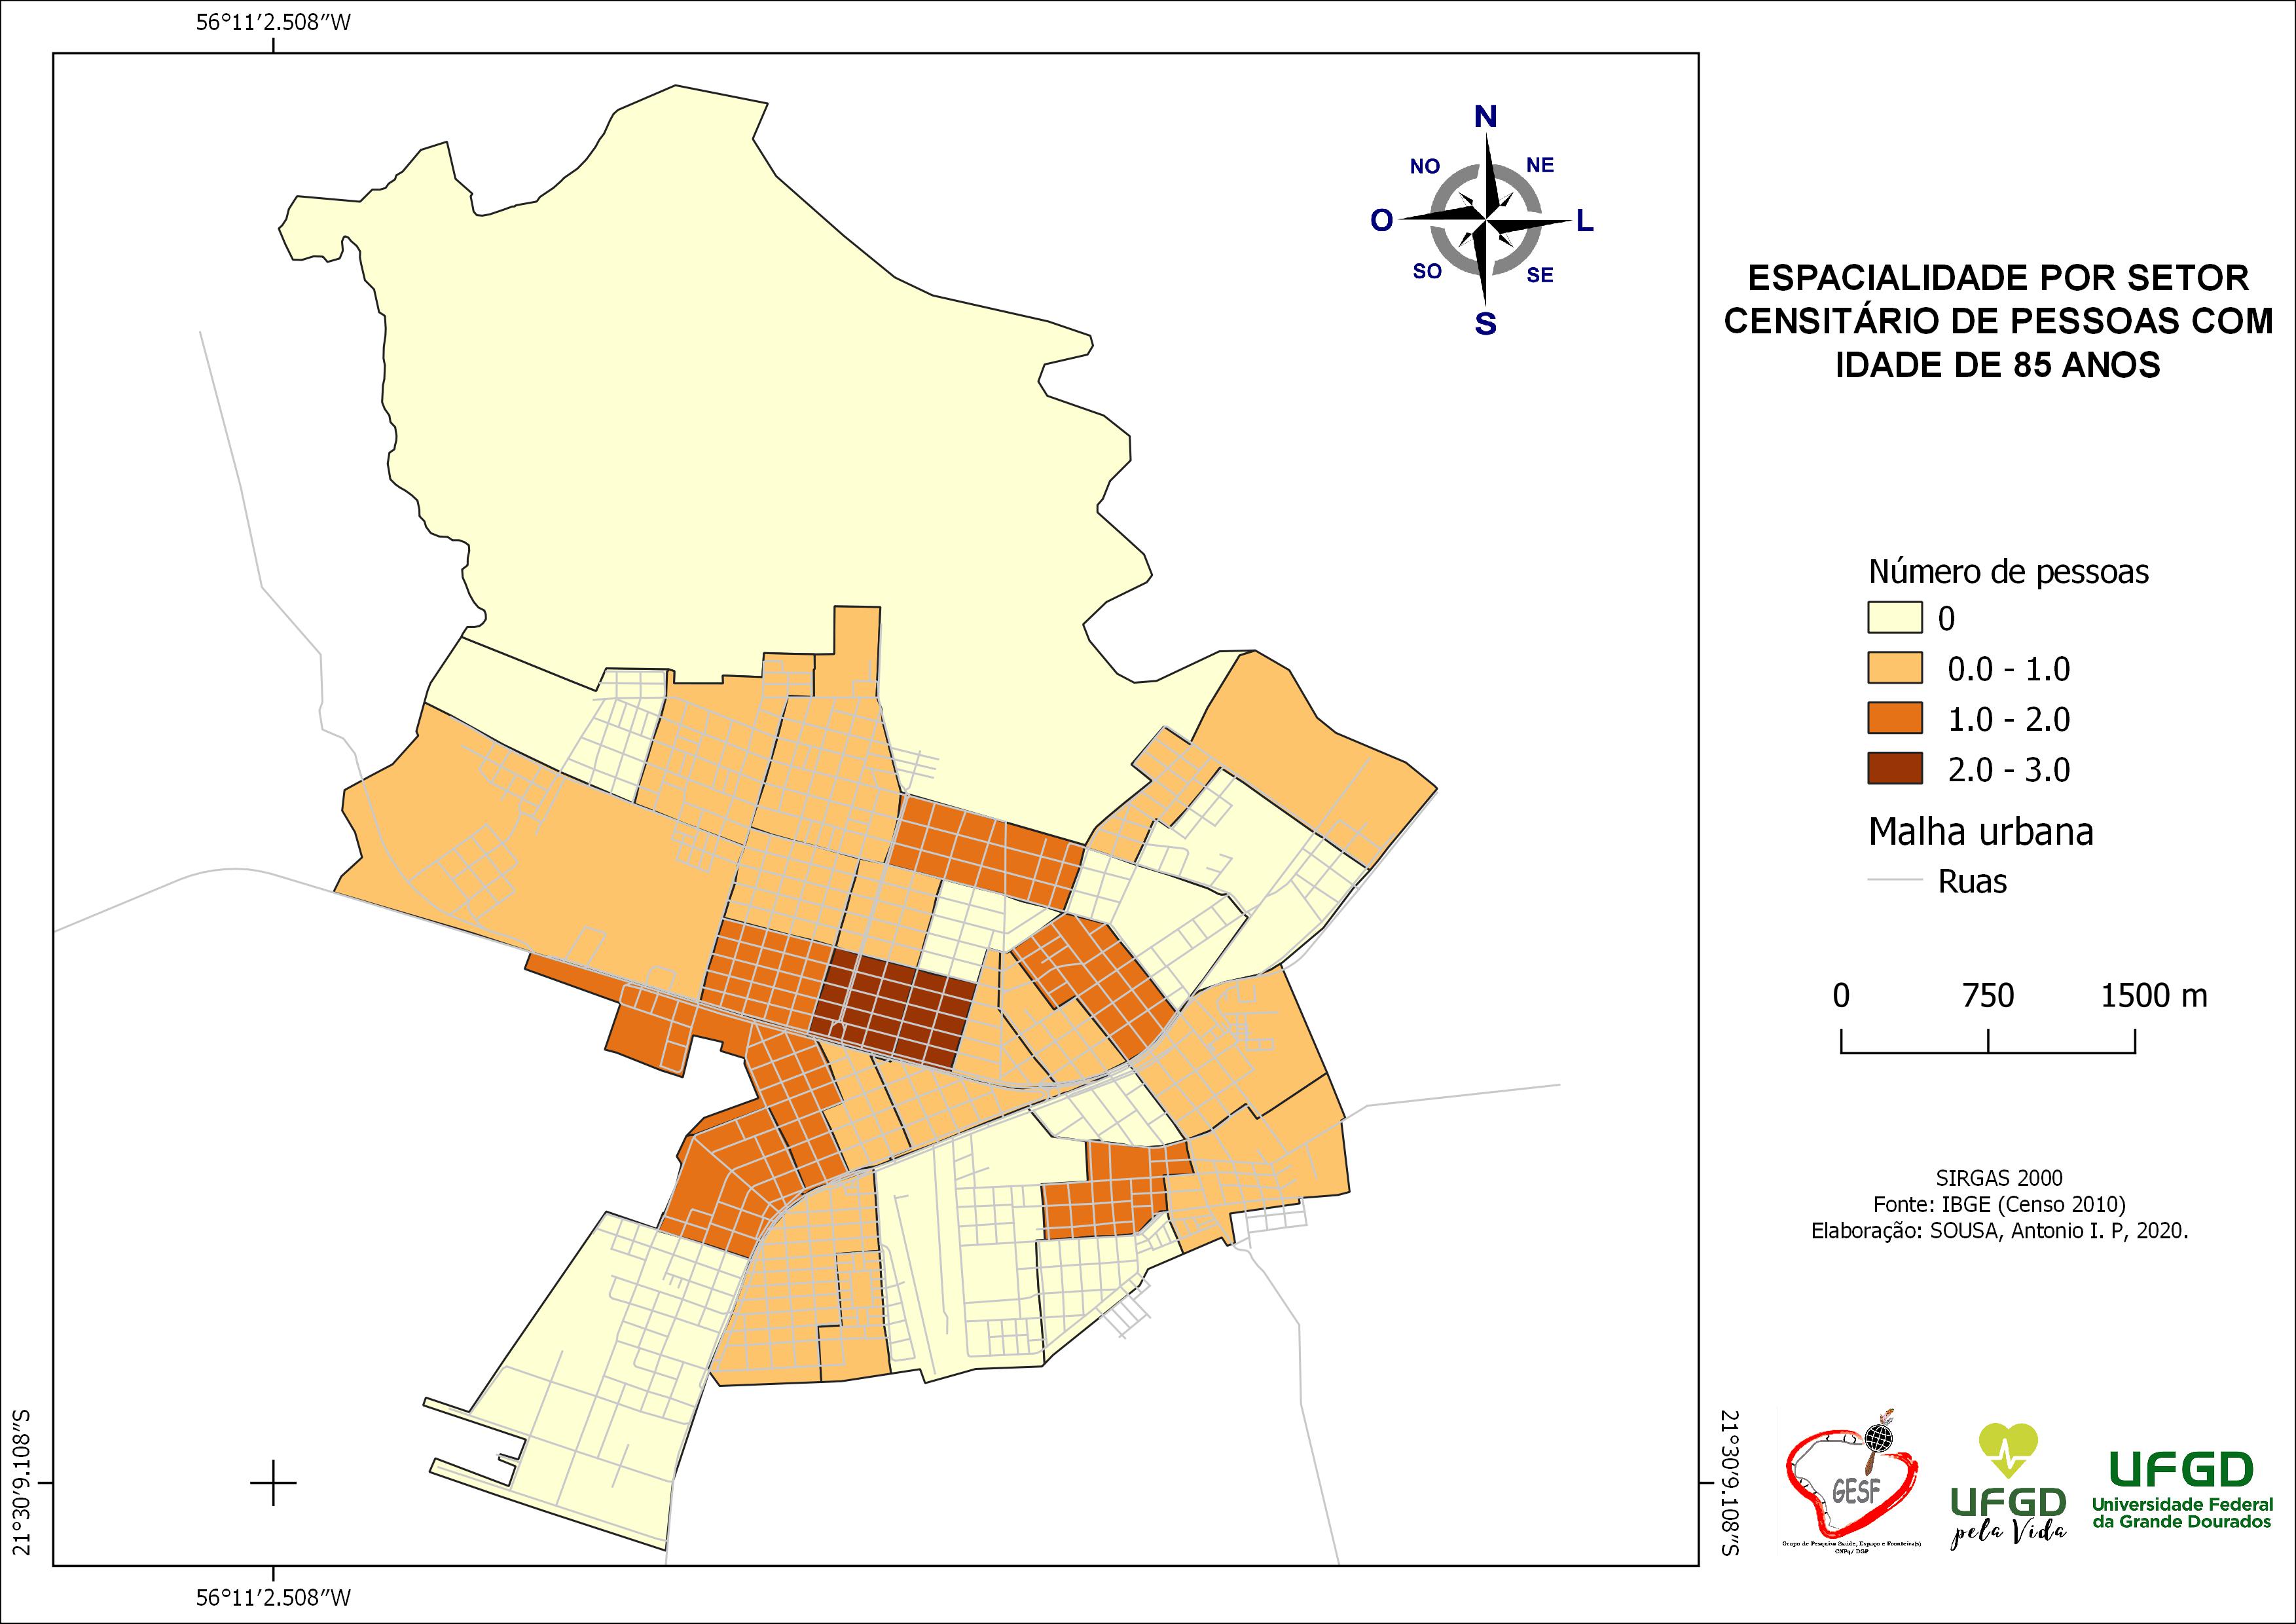 56°11′2.508″W
N
NO
NE
O
L
SO
SE
S
ESPACIALIDADE POR SETOR
CENSITÁRIO DE PESSOAS COM
IDADE DE 85 ANOS
Número de pessoas
0
0.0 - 1.0
1.0 - 2.0
2.0 - 3.0
Malha urbana
Ruas
0 750 1500 m
SIRGAS 2000
Fonte: IBGE (Censo 2010)
Elaboração: SOUSA, Antonio I. P, 2020.
21°30′9.108″S
21°30′9.108″S
GESF
Grupo de Pesquisa Saúde, Espaço e Fronteira(s)
CNPq/ DGP
UFGD
pela Vida
UFGD
Universidade Federal
da Grande Dourados
56°11′2.508″W